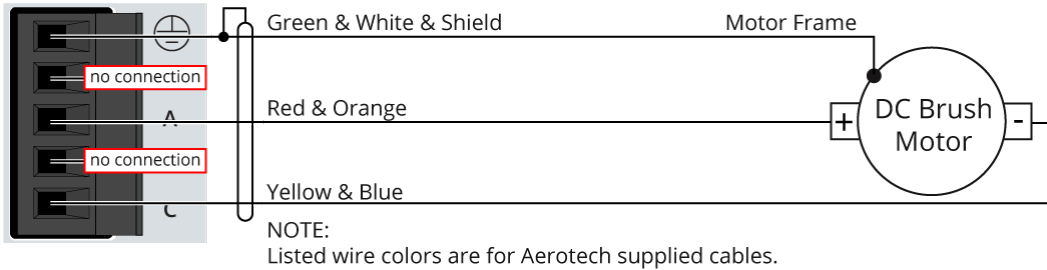 Green & White & Shield
Motor Frame
no connection
A
Red & Orange
+
DC Brush
Motor
-
no connection
C
Yellow & Blue
NOTE:
Listed wire colors are for Aerotech supplied cables.